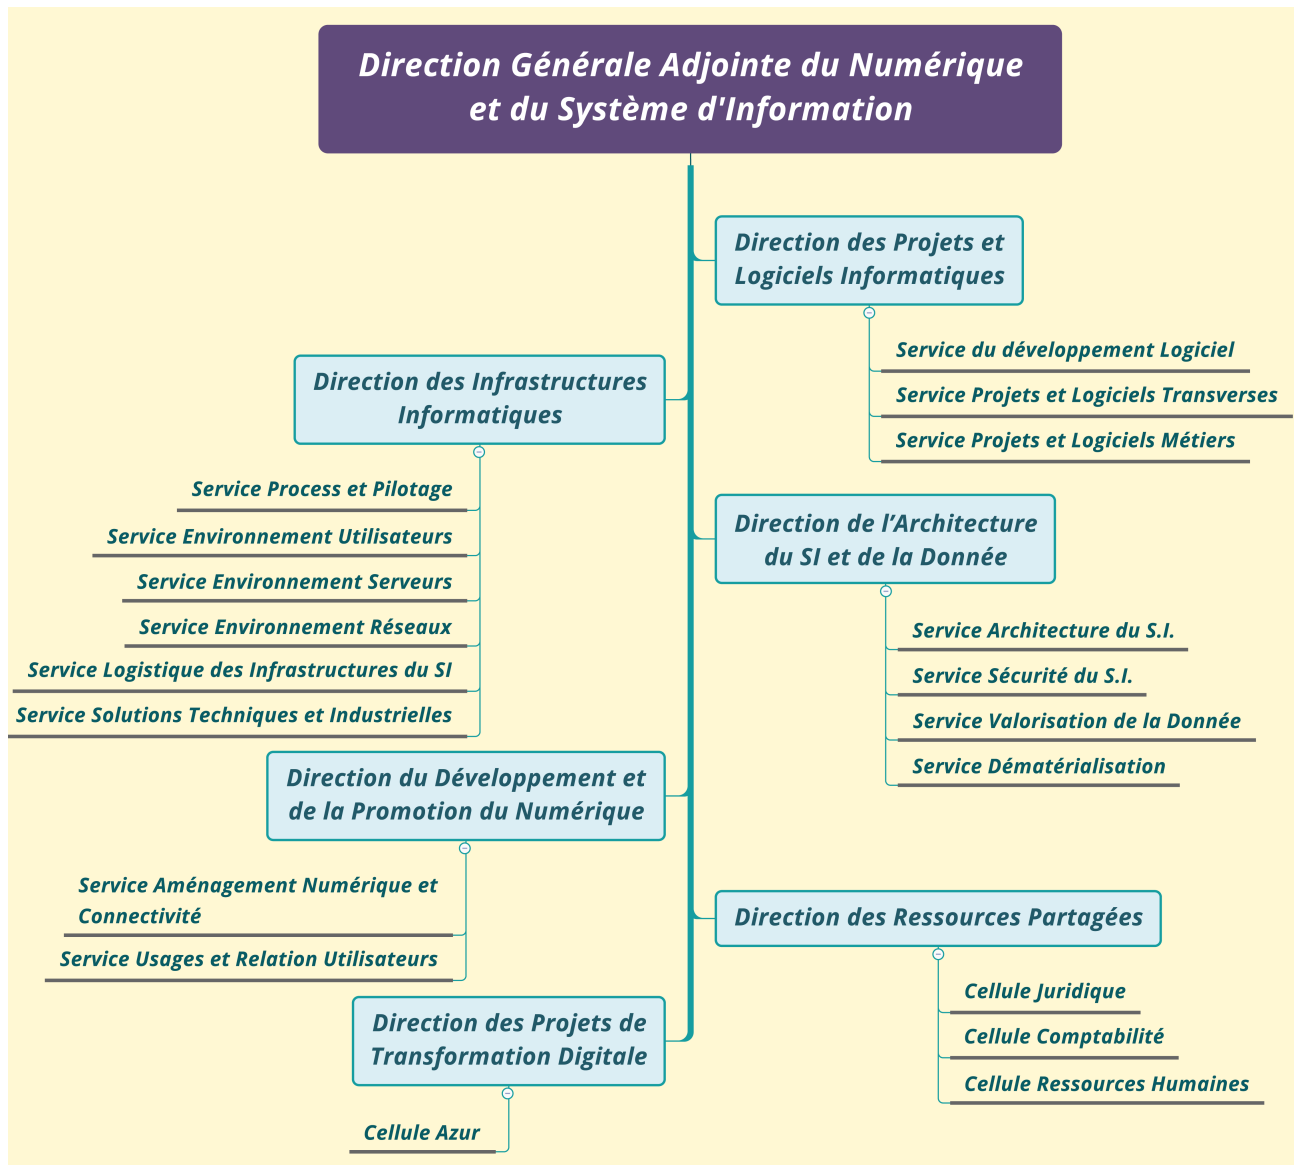 Direction Générale Adjointe du Numérique
et du Système d'Information
Direction des Projets et
Logiciels Informatiques
Service du développement Logiciel
Service Projets et Logiciels Transverses
Service Projets et Logiciels Métiers
Direction des Infrastructures
Informatiques
Service Process et Pilotage
Service Environnement Utilisateurs
Service Environnement Serveurs
Service Environnement Réseaux
Service Logistique des Infrastructures du SI
Service Solutions Techniques et Industrielles
Direction de l’Architecture
du SI et de la Donnée
Service Architecture du S.I.
Service Sécurité du S.I.
Service Valorisation de la Donnée
Service Dématérialisation
Direction du Développement et
de la Promotion du Numérique
Service Aménagement Numérique et
Connectivité
Service Usages et Relation Utilisateurs
Direction des Ressources Partagées
Cellule Juridique
Cellule Comptabilité
Cellule Ressources Humaines
Direction des Projets de
Transformation Digitale
Cellule Azur